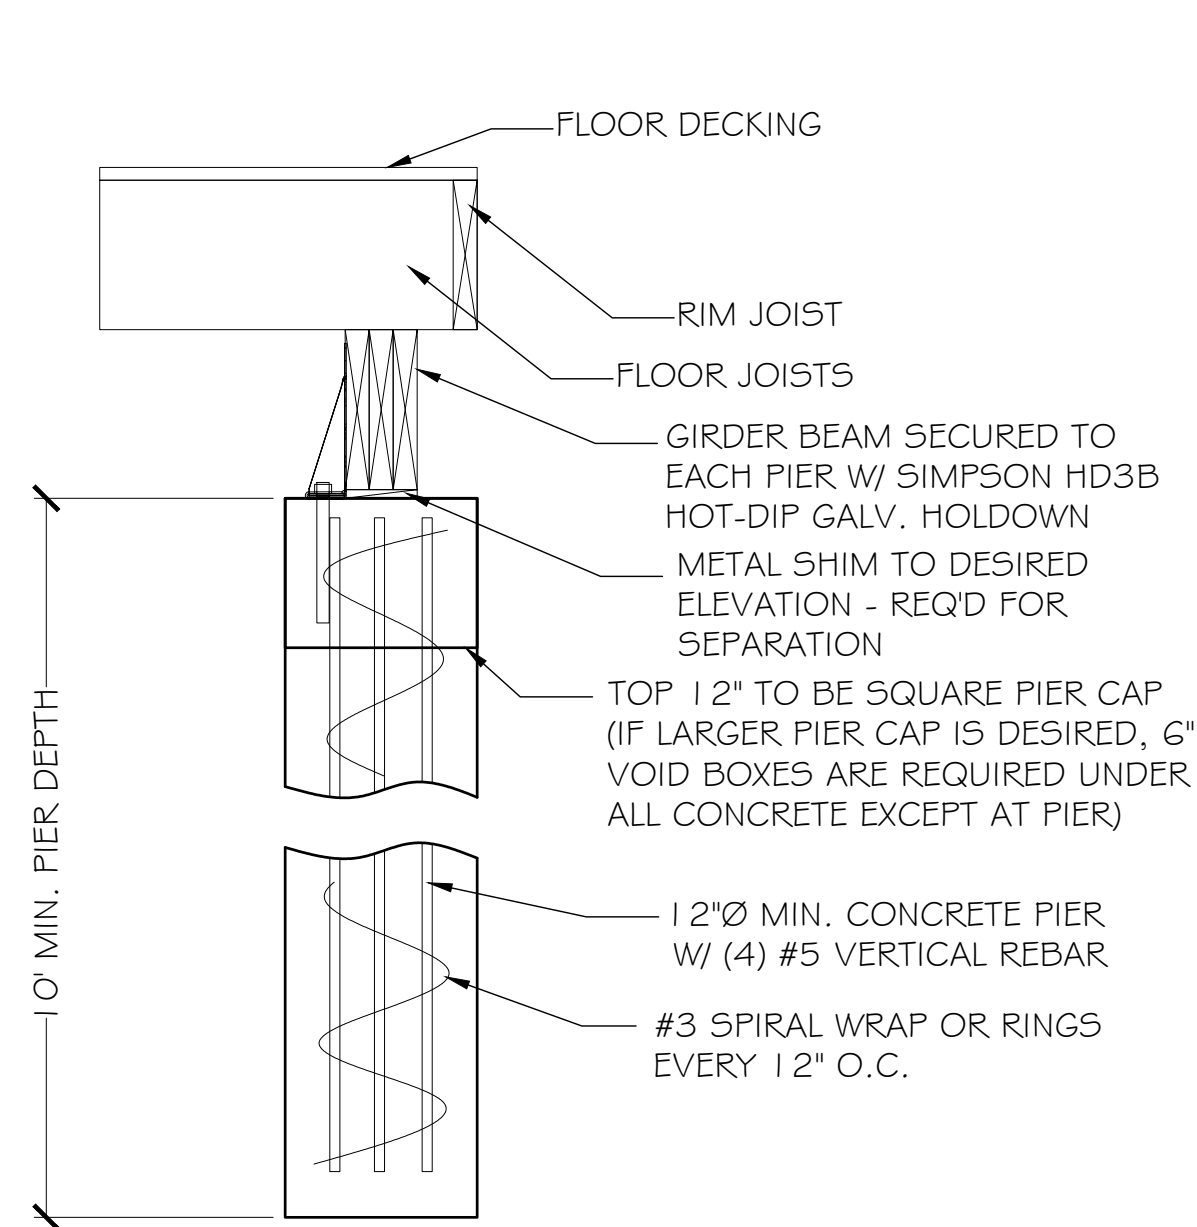 FLOOR DECKING
RIM JOIST
FLOOR JOISTS
GIRDER BEAM SECURED TO
EACH PIER W/ SIMPSON HD3B
HOT-DIP GALV. HOLDOWN
METAL SHIM TO DESIRED
ELEVATION - REQ'D FOR
SEPARATION
TOP 12" TO BE SQUARE PIER CAP
(IF LARGER PIER CAP IS DESIRED, 6"
VOID BOXES ARE REQUIRED UNDER
ALL CONCRETE EXCEPT AT PIER)
10' MIN. PIER DEPTH
12"Ø MIN. CONCRETE PIER
W/ (4) #5 VERTICAL REBAR
#3 SPIRAL WRAP OR RINGS
EVERY 12" O.C.